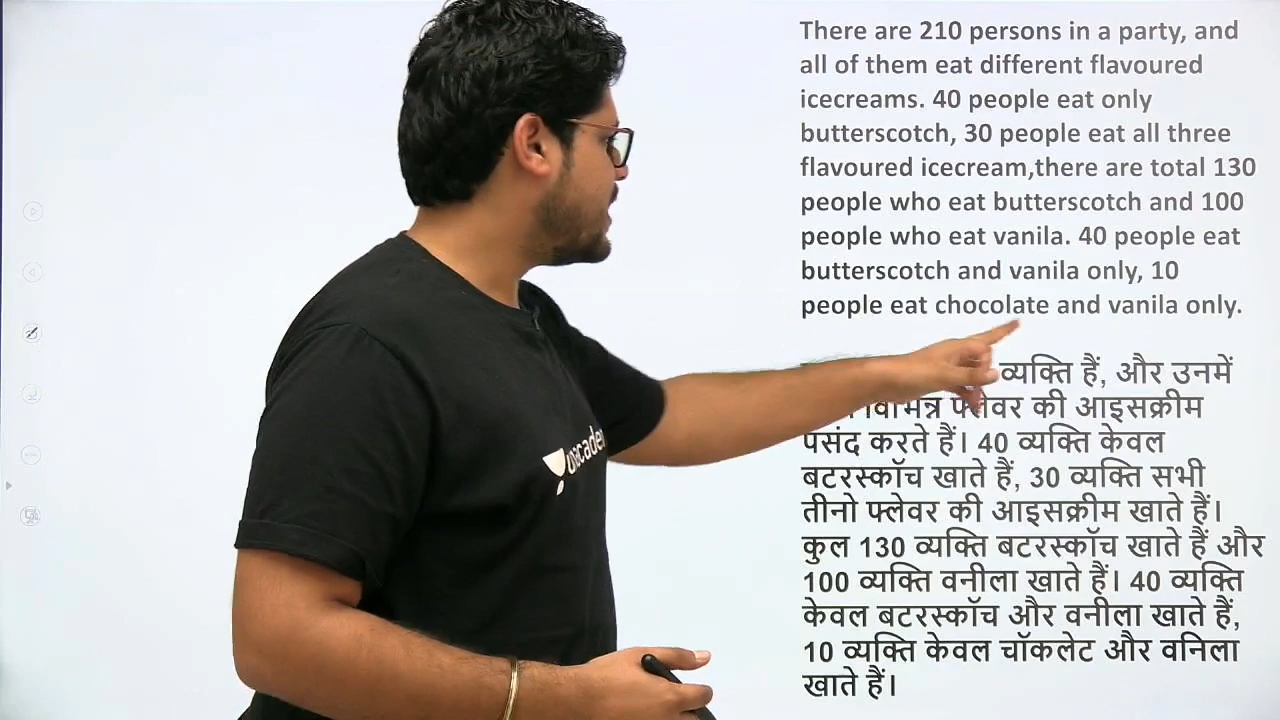 There are 210 persons in a party, and
all of them eat different flavoured
icecreams. 40 people eat only
butterscotch, 30 people eat all three
flavoured icecream,there are total 130
people who eat butterscotch and 100
people who eat vanila. 40 people eat
butterscotch and vanila only, 10
people eat chocolate and vanila only.
व्यक्ति हैं, और उनमें
फ्लेवर की आइसक्रीम
पसंद करते हैं। 40 व्यक्ति केवल
बटरस्कॉच खाते हैं, 30 व्यक्ति सभी
तीनो फ्लेवर की आइसक्रीम खाते हैं।
कुल 130 व्यक्ति बटरस्कॉच खाते हैं और
100 व्यक्ति वनीला खाते हैं। 40 व्यक्ति
केवल बटरस्कॉच और वनीला खाते हैं,
10 व्यक्ति केवल चॉकलेट और वनिला
खाते हैं।